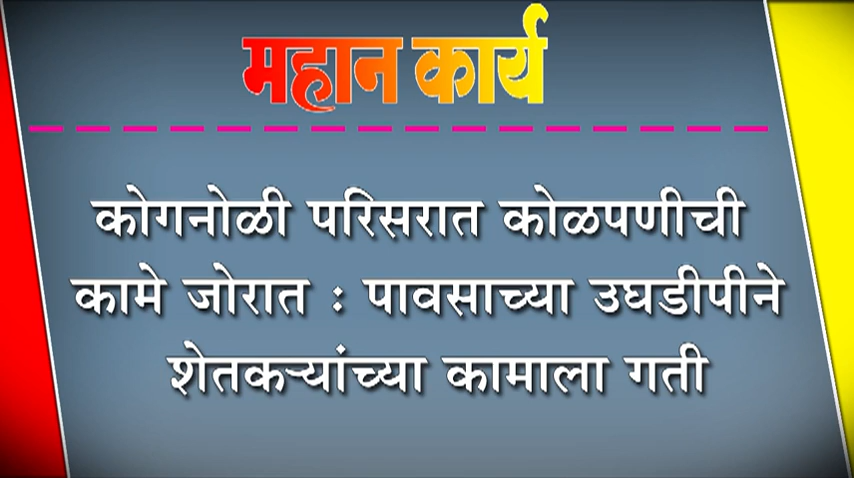 महान कार्य
कोगनोळी परिसरात कोळपणीची
कामे जोरात : पावसाच्या उघडीपीने
शेतकऱ्यांच्या कामाला गती